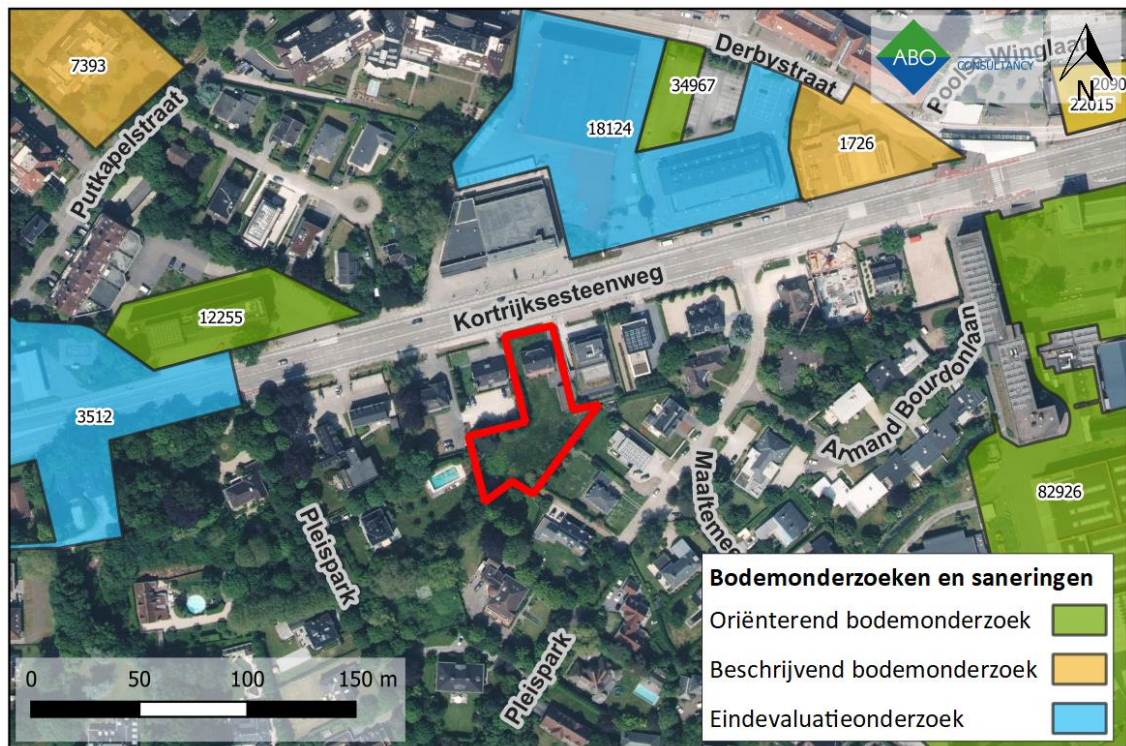 7393
Putkapelstraat
34967
Derbystraat
18124
1726
ABO
CONSULTANCY
N
22015
12255
Kortrijksesteenweg
3512
Armand Bourdonlaan
82926
Pleispark
Pleispark
0 50 100 150 m
Bodemonderzoeken en saneringen
Oriënterend bodemonderzoek
Beschrijvend bodemonderzoek
Eindevaluatieonderzoek